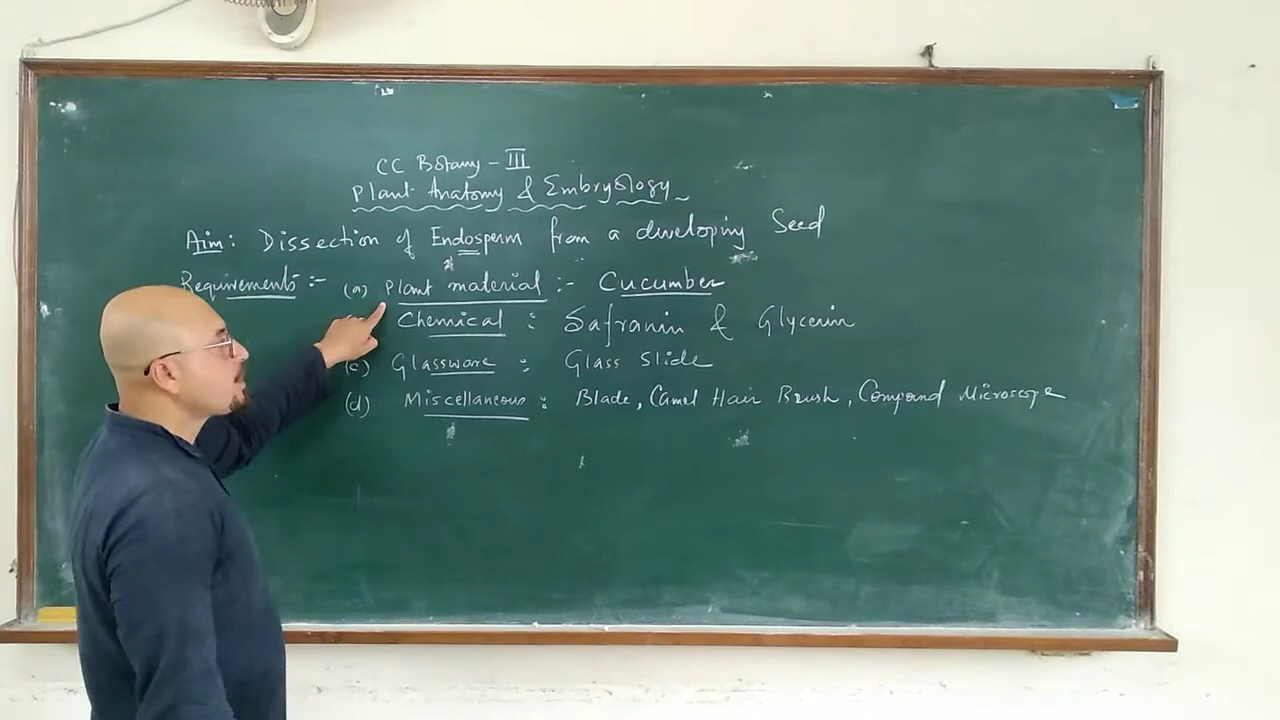 CC Botany - III
Plant Anatomy & Embryology
Aim: Dissection of Endosperm from a developing Seed
Requirements :- (a) Plant material :- Cucumber
Chemical : Safranin & Glycerin
(c) Glassware : Glass Slide
(d) Miscellaneous : Blade, Camel Hair Brush, Compound Microscope